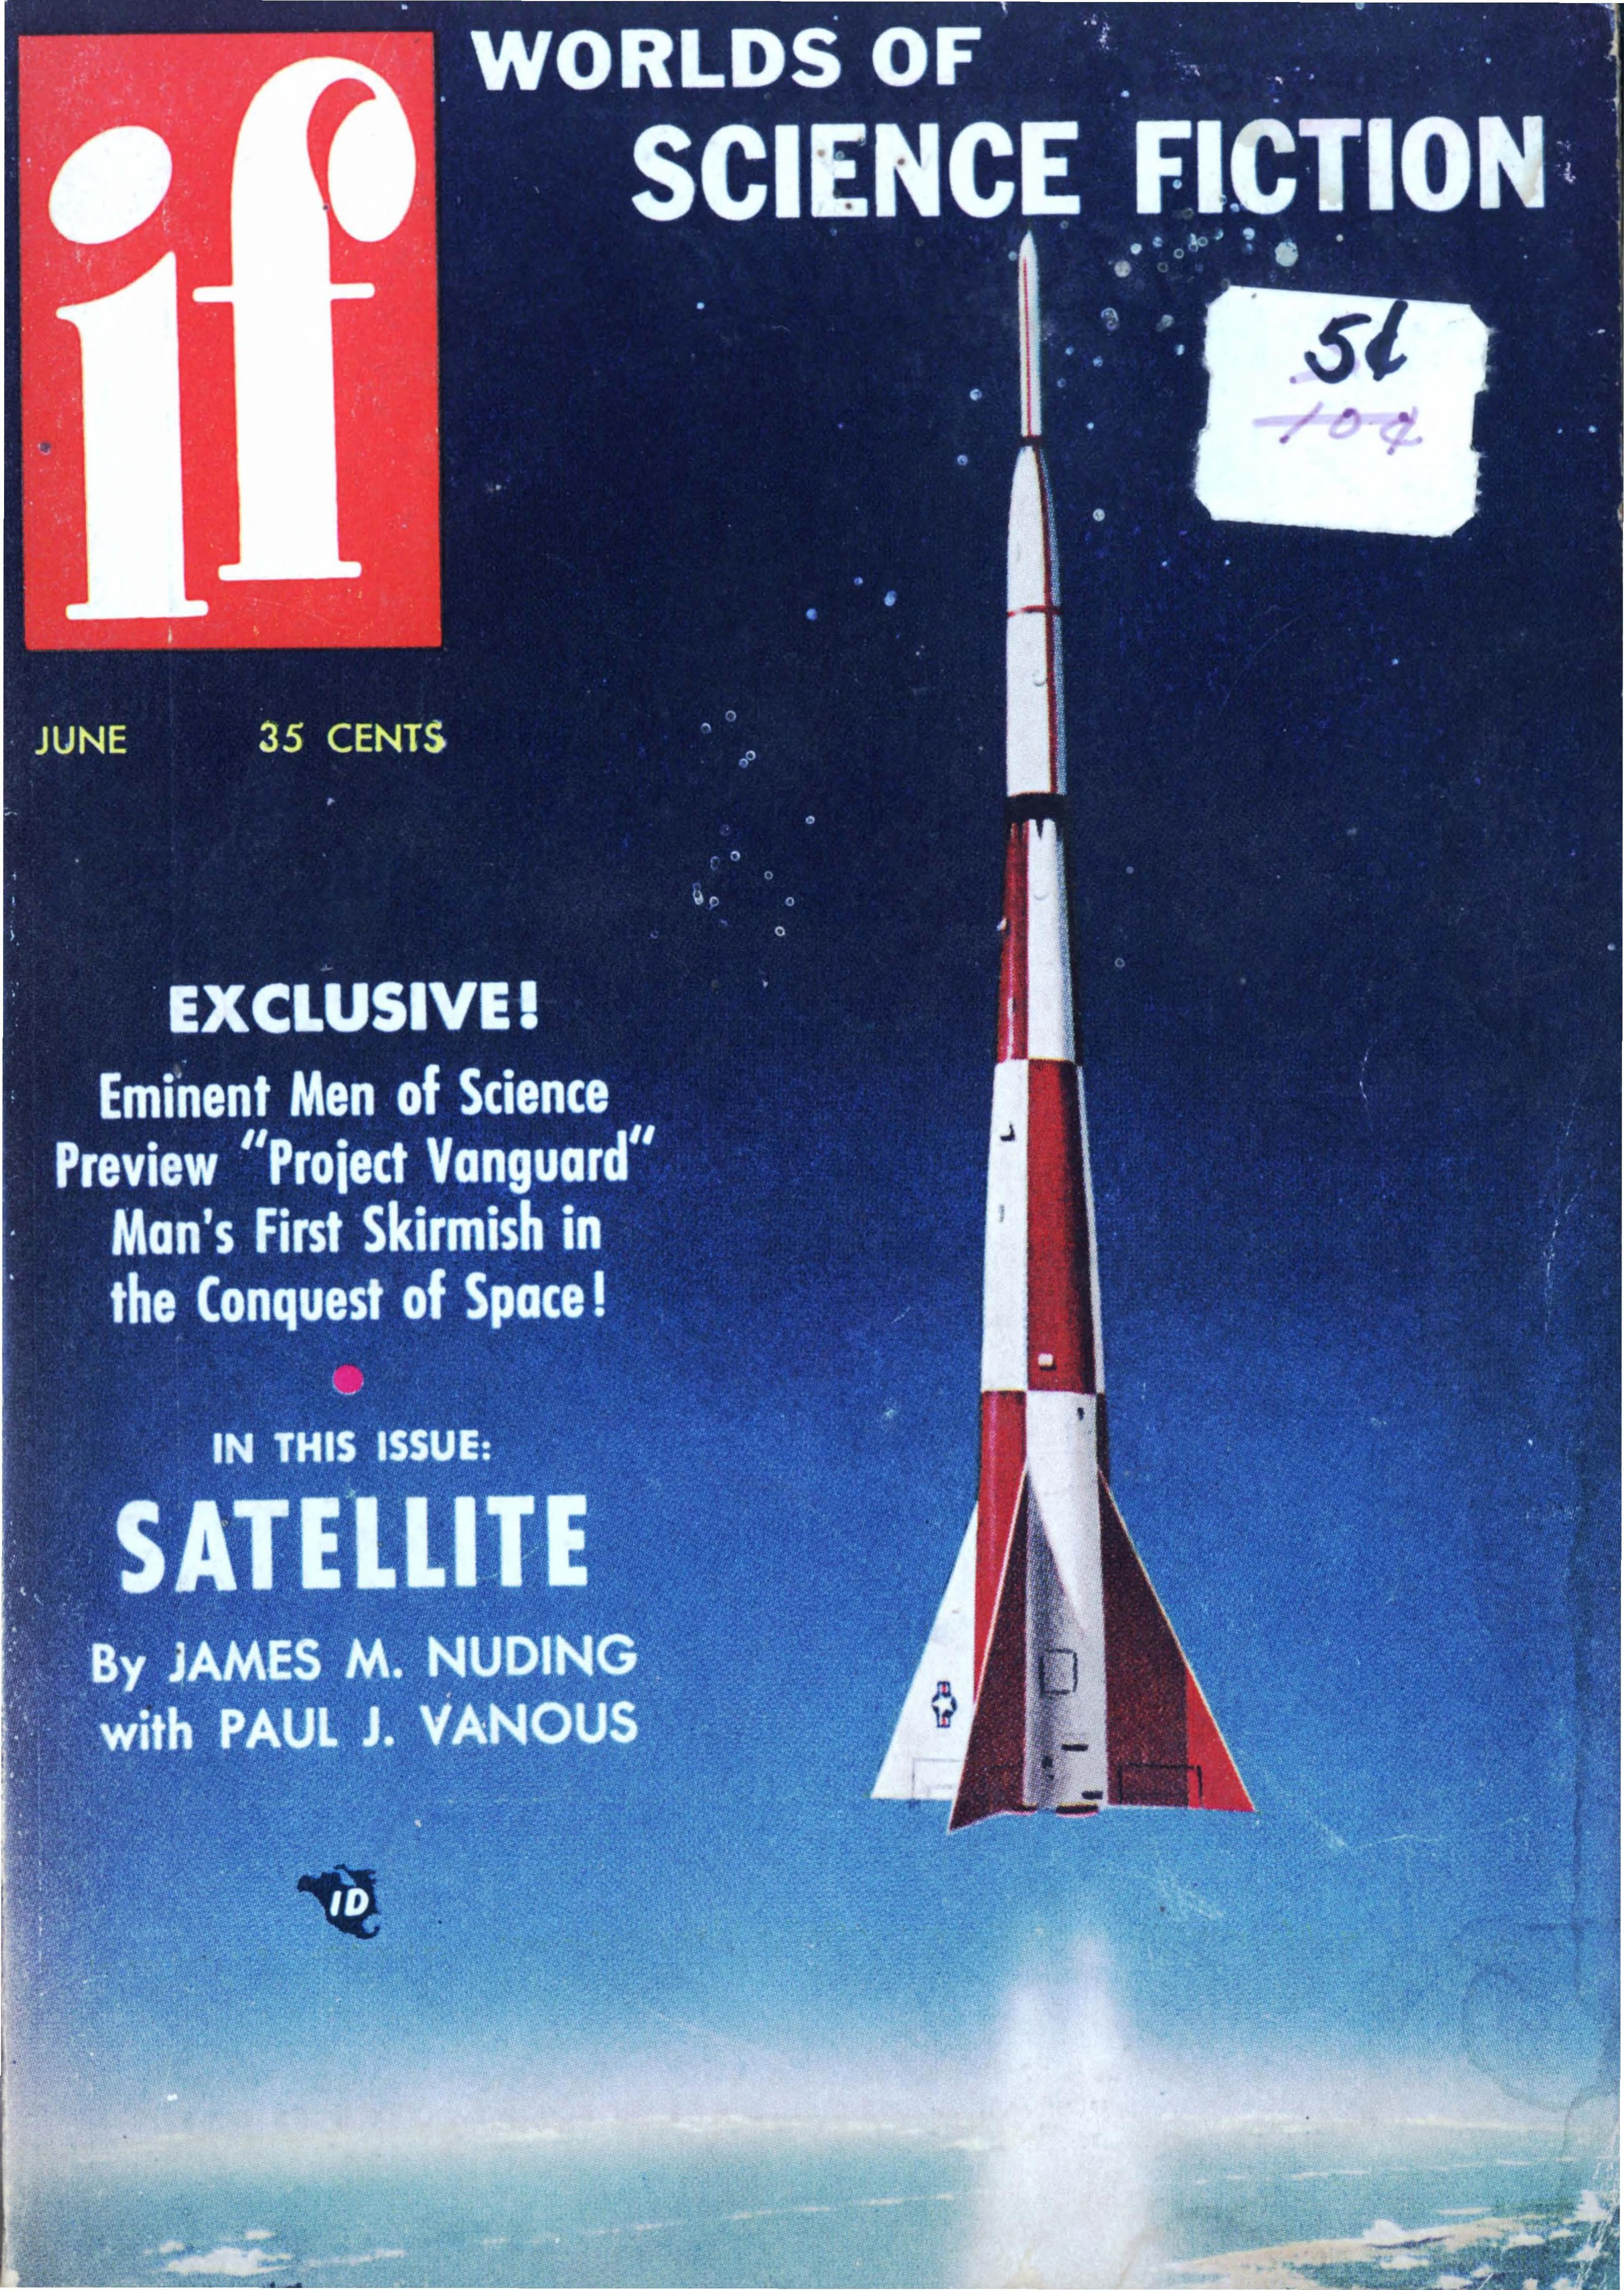 if
WORLDS OF
SCIENCE FICTION
5¢
10¢
JUNE 35 CENTS
EXCLUSIVE!
Eminent Men of Science
Preview “Project Vanguard“
Man's First Skirmish in
the Conquest of Space!
IN THIS ISSUE:
SATELLITE
By JAMES M. NUDING
with PAUL J. VANOUS
ID